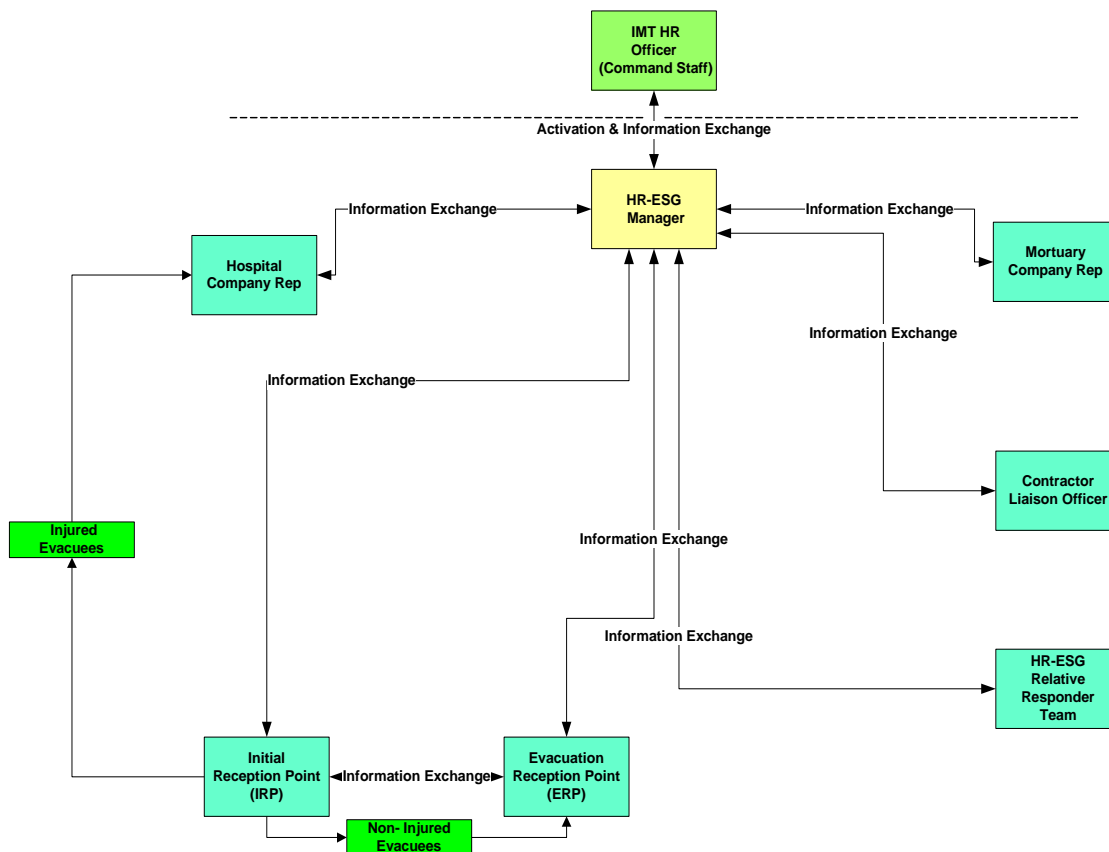 IMT HR
Officer
(Command Staff)
Activation & Information Exchange
HR-ESG
Manager
Information Exchange
Information Exchange
Hospital
Company Rep
Mortuary
Company Rep
Information Exchange
Information Exchange
Contractor
Liaison Officer
Injured
Evacuees
Information Exchange
Information Exchange
HR-ESG
Relative
Responder
Team
Initial
Reception Point
(IRP)
Information Exchange
Evacuation
Reception Point
(ERP)
Non- Injured
Evacuees